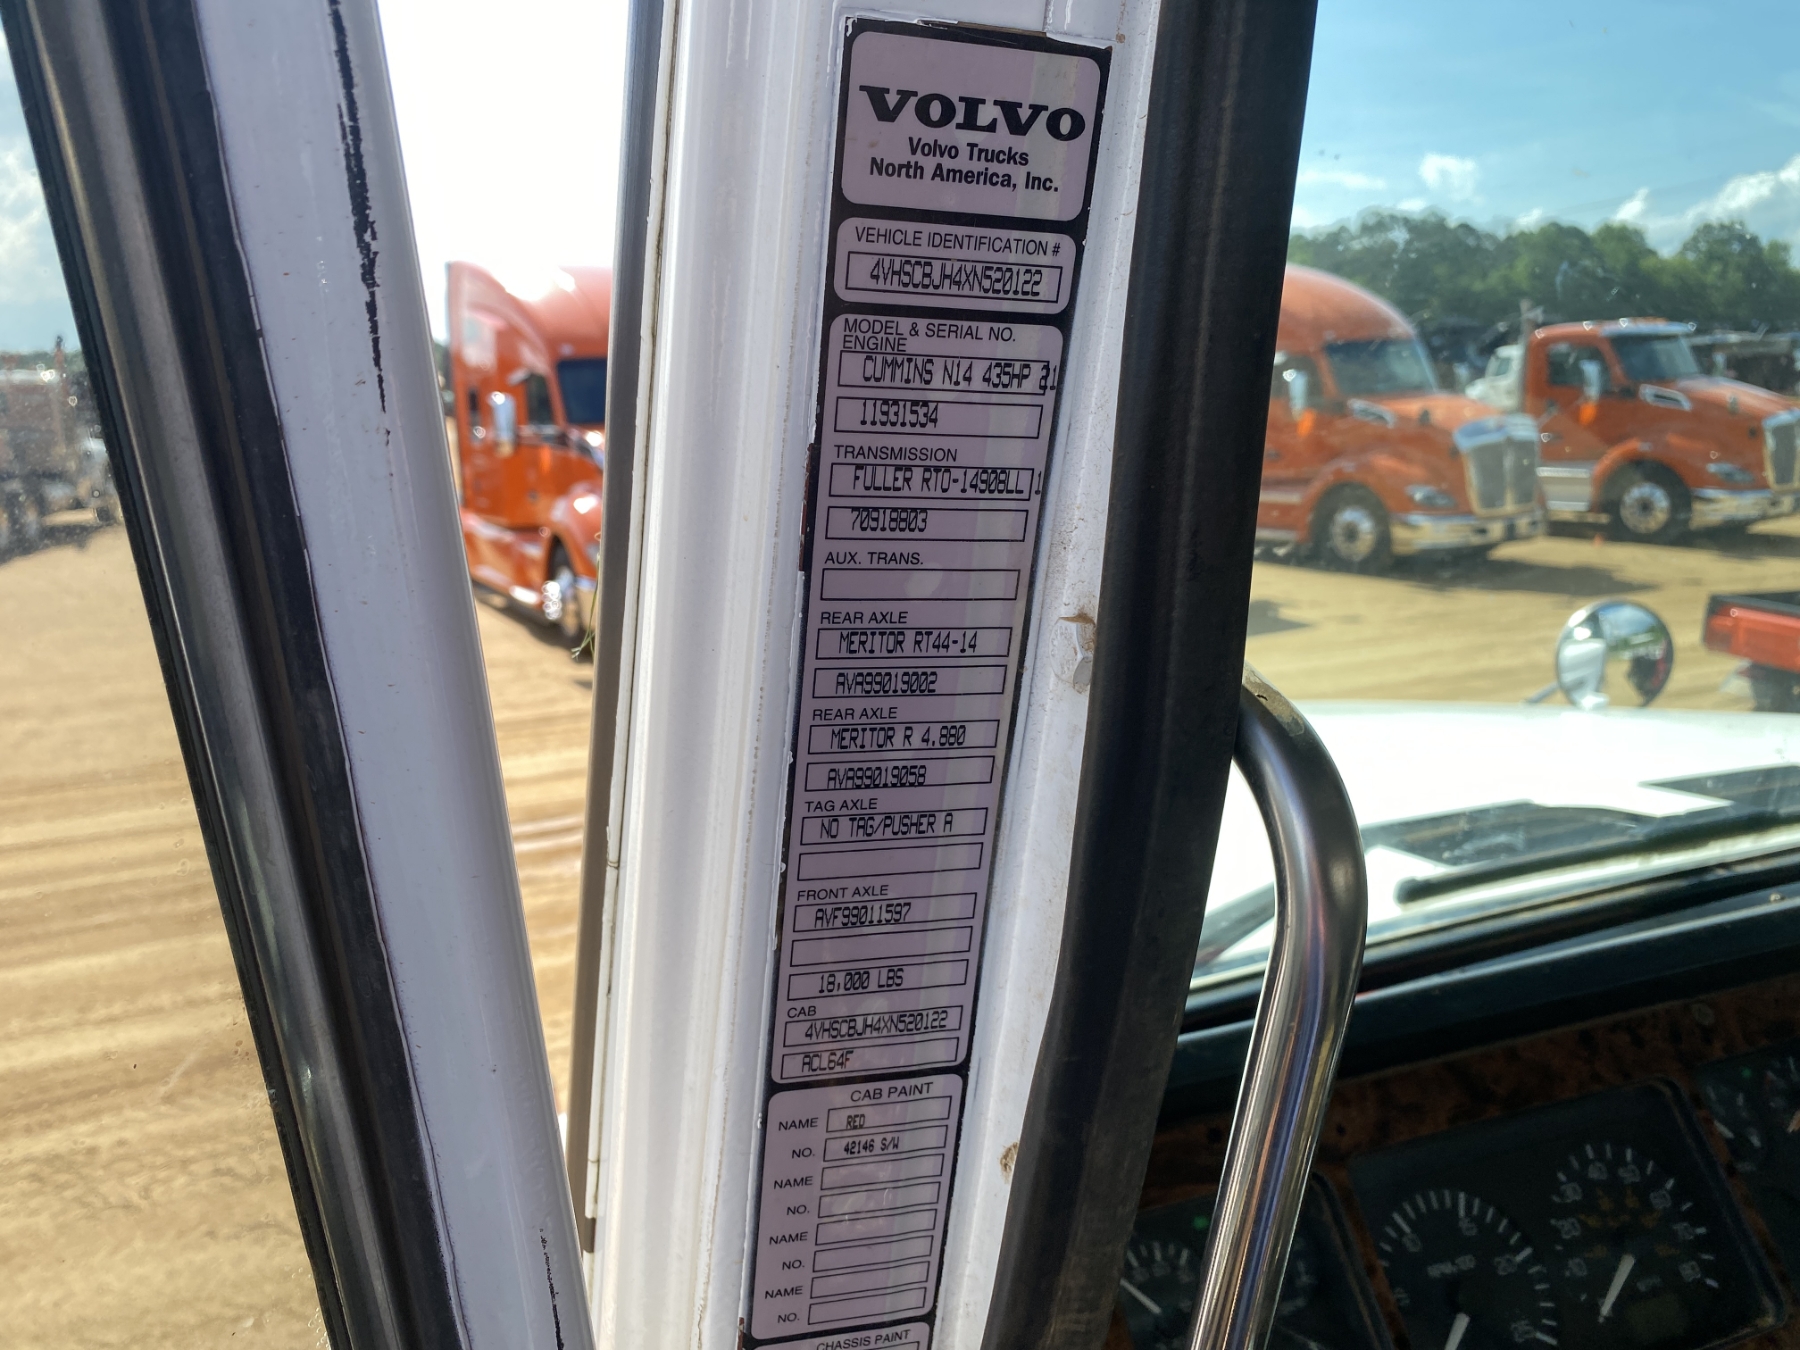 VOLVO
Volvo Trucks
North America, Inc.
VEHICLE IDENTIFICATION #
4VHSCBJH4XN520122
MODEL & SERIAL NO.
ENGINE
CUMMINS N14 435HP 21
11931534
TRANSMISSION
FULLER RTO-14908LL 1
70918803
AUX. TRANS.
REAR AXLE
MERITOR RT44-14
AVA99019002
REAR AXLE
MERITOR R 4.880
AVA99019058
TAG AXLE
NO TAG/PUSHER A
FRONT AXLE
AVF99011597
18,000 LBS
CAB
4VHSCBJH4XN520122
ACL64F
CAB PAINT
NAME RED
NO. 42146 S/W
NAME
NO.
NAME
NO.
NAME
NO.
CHASSIS PAINT